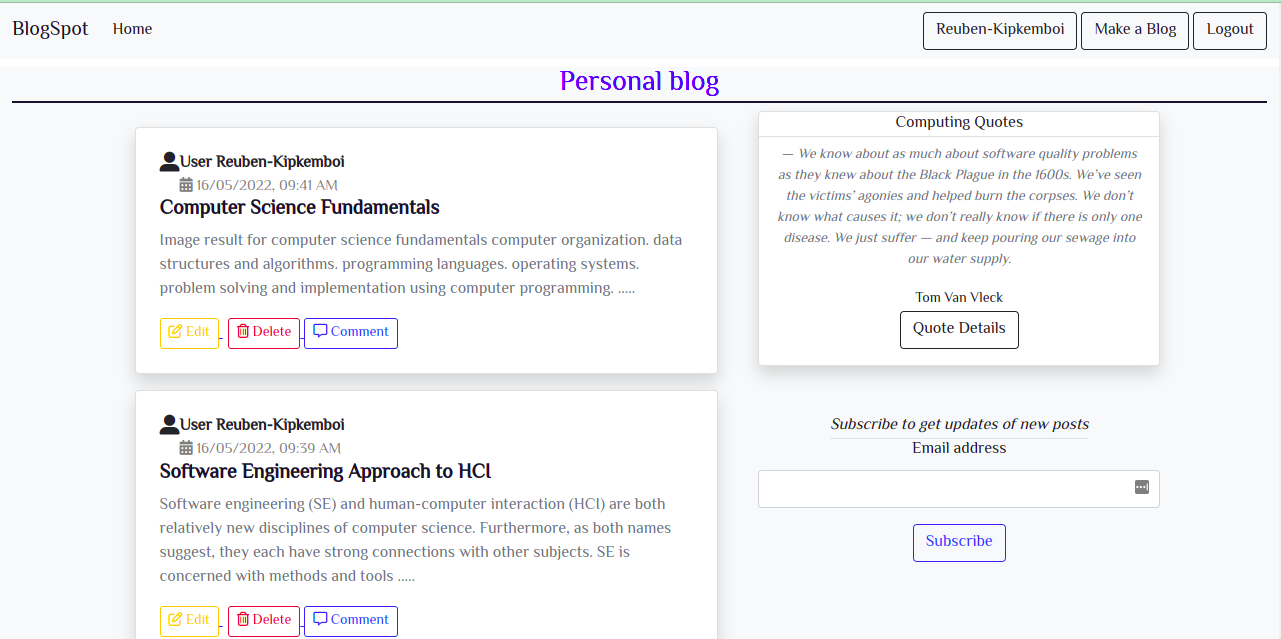 BlogSpot Home Reuben-Kipkemboi Make a Blog Logout
Personal blog
User Reuben-Kipkemboi
16/05/2022, 09:41 AM
Computer Science Fundamentals
Image result for computer science fundamentals computer organization. data
structures and algorithms. programming languages. operating systems.
problem solving and implementation using computer programming. .....
Edit Delete Comment
User Reuben-Kipkemboi
16/05/2022, 09:39 AM
Software Engineering Approach to HCI
Software engineering (SE) and human-computer interaction (HCI) are both
relatively new disciplines of computer science. Furthermore, as both names
suggest, they each have strong connections with other subjects. SE is
concerned with methods and tools .....
Edit Delete Comment
Computing Quotes
— We know about as much about software quality problems
as they knew about the Black Plague in the 1600s. We’ve seen
the victims’ agonies and helped burn the corpses. We don’t
know what causes it; we don’t really know if there is only one
disease. We just suffer — and keep pouring our sewage into
our water supply.
Tom Van Vleck
Quote Details
Subscribe to get updates of new posts
Email address
Subscribe